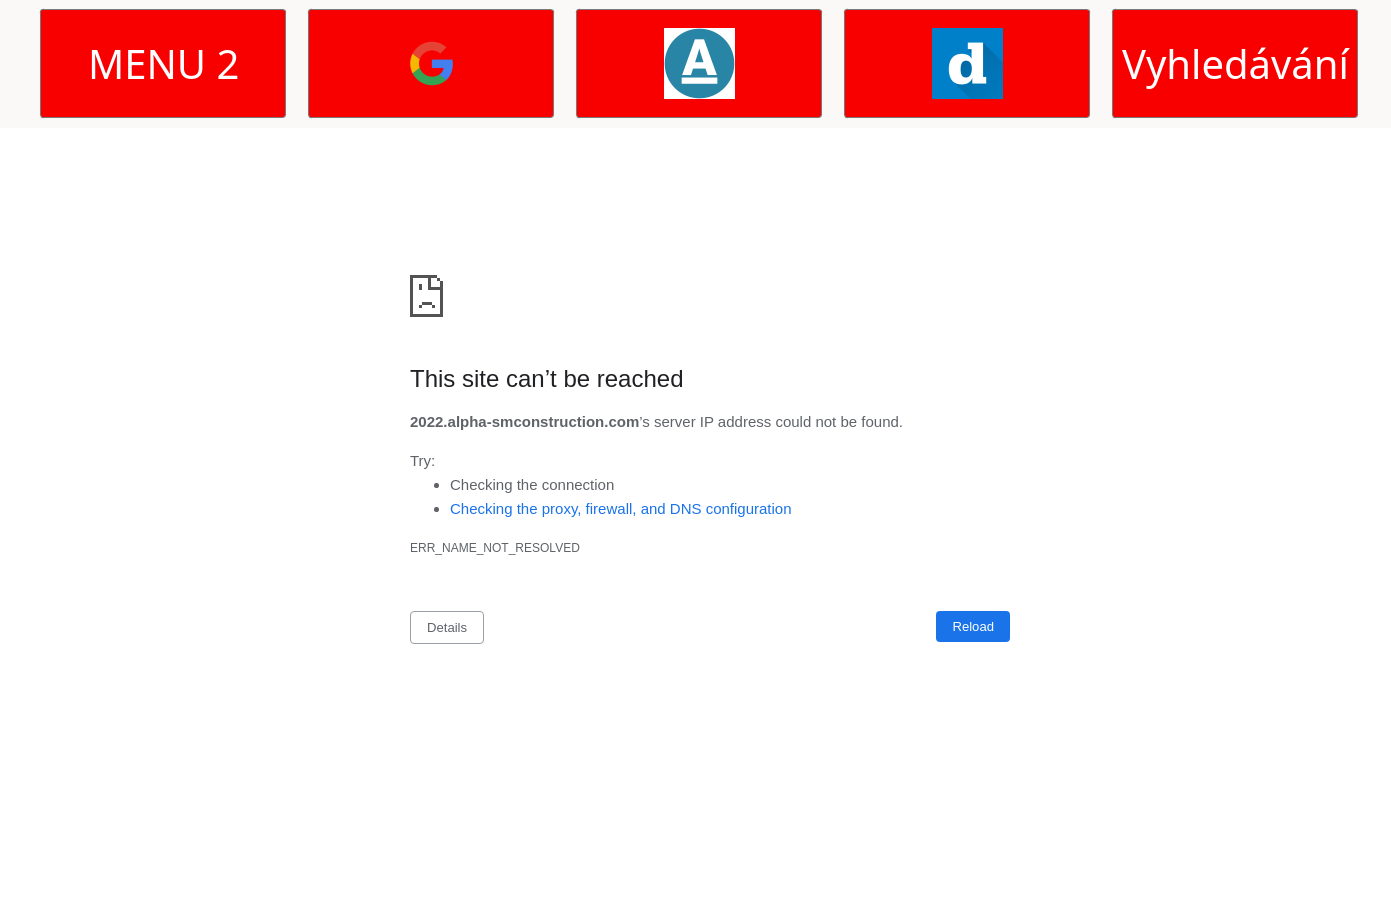 MENU 2
G
A
d
Vyhledávání
This site can’t be reached
2022.alpha-smconstruction.com’s server IP address could not be found.
Try:
Checking the connection
Checking the proxy, firewall, and DNS configuration
ERR_NAME_NOT_RESOLVED
Details
Reload